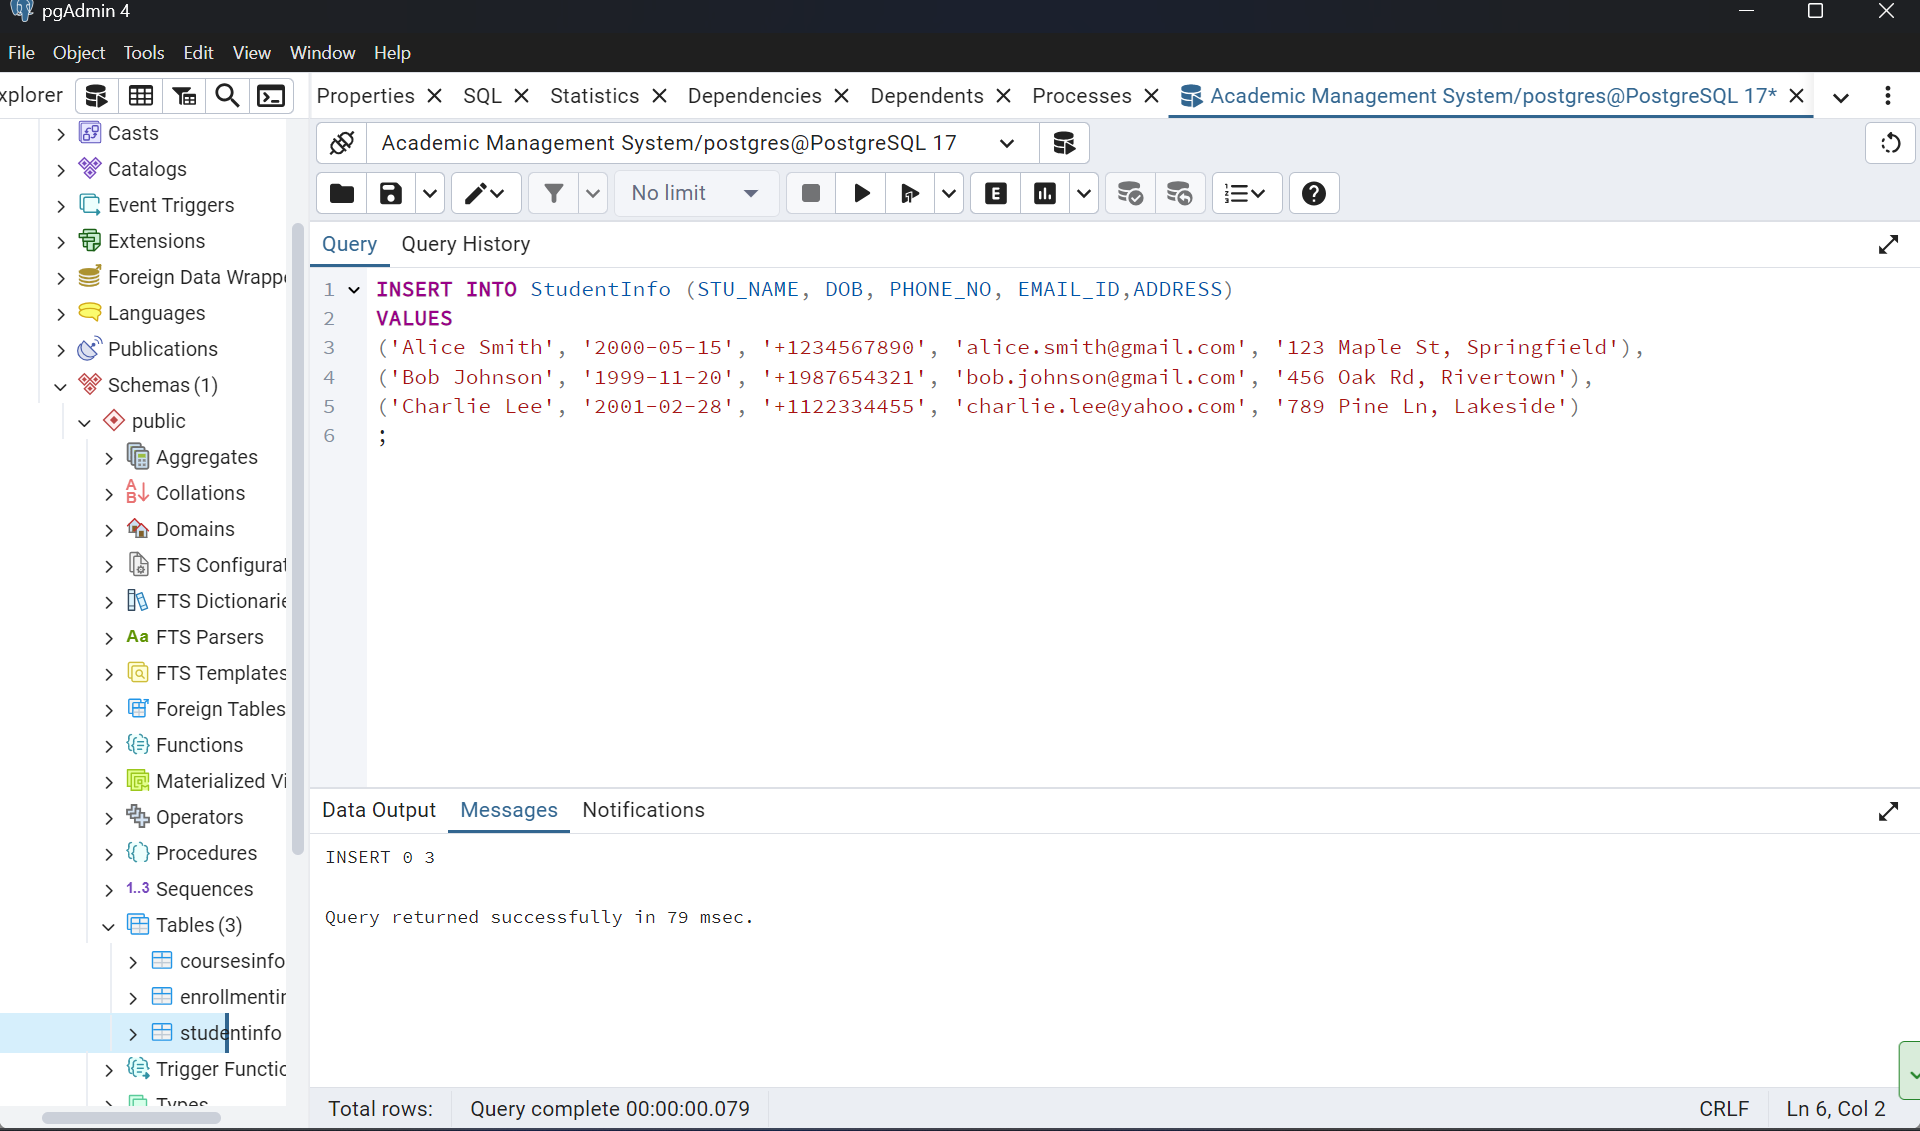 pgAdmin 4
File Object Tools Edit View Window Help
xplorer
Properties SQL Statistics Dependencies Dependents Processes Academic Management System/postgres@PostgreSQL 17*
Academic Management System/postgres@PostgreSQL 17
No limit
E
Query Query History
1 INSERT INTO StudentInfo (STU_NAME, DOB, PHONE_NO, EMAIL_ID,ADDRESS)
2 VALUES
3 ('Alice Smith', '2000-05-15', '+1234567890', 'alice.smith@gmail.com', '123 Maple St, Springfield'),
4 ('Bob Johnson', '1999-11-20', '+1987654321', 'bob.johnson@gmail.com', '456 Oak Rd, Rivertown'),
5 ('Charlie Lee', '2001-02-28', '+1122334455', 'charlie.lee@yahoo.com', '789 Pine Ln, Lakeside')
6 ;
Casts
Catalogs
Event Triggers
Extensions
Foreign Data Wrappe
Languages
Publications
Schemas (1)
public
Aggregates
Collations
Domains
FTS Configurat
FTS Dictionarie
Aa FTS Parsers
FTS Templates
Foreign Tables
Functions
Materialized Vi
Operators
Procedures
1..3 Sequences
Tables (3)
coursesinfo
enrollmentin
studentinfo
Trigger Functio
Types
Data Output Messages Notifications
INSERT 0 3
Query returned successfully in 79 msec.
Total rows: Query complete 00:00:00.079 CRLF Ln 6, Col 2